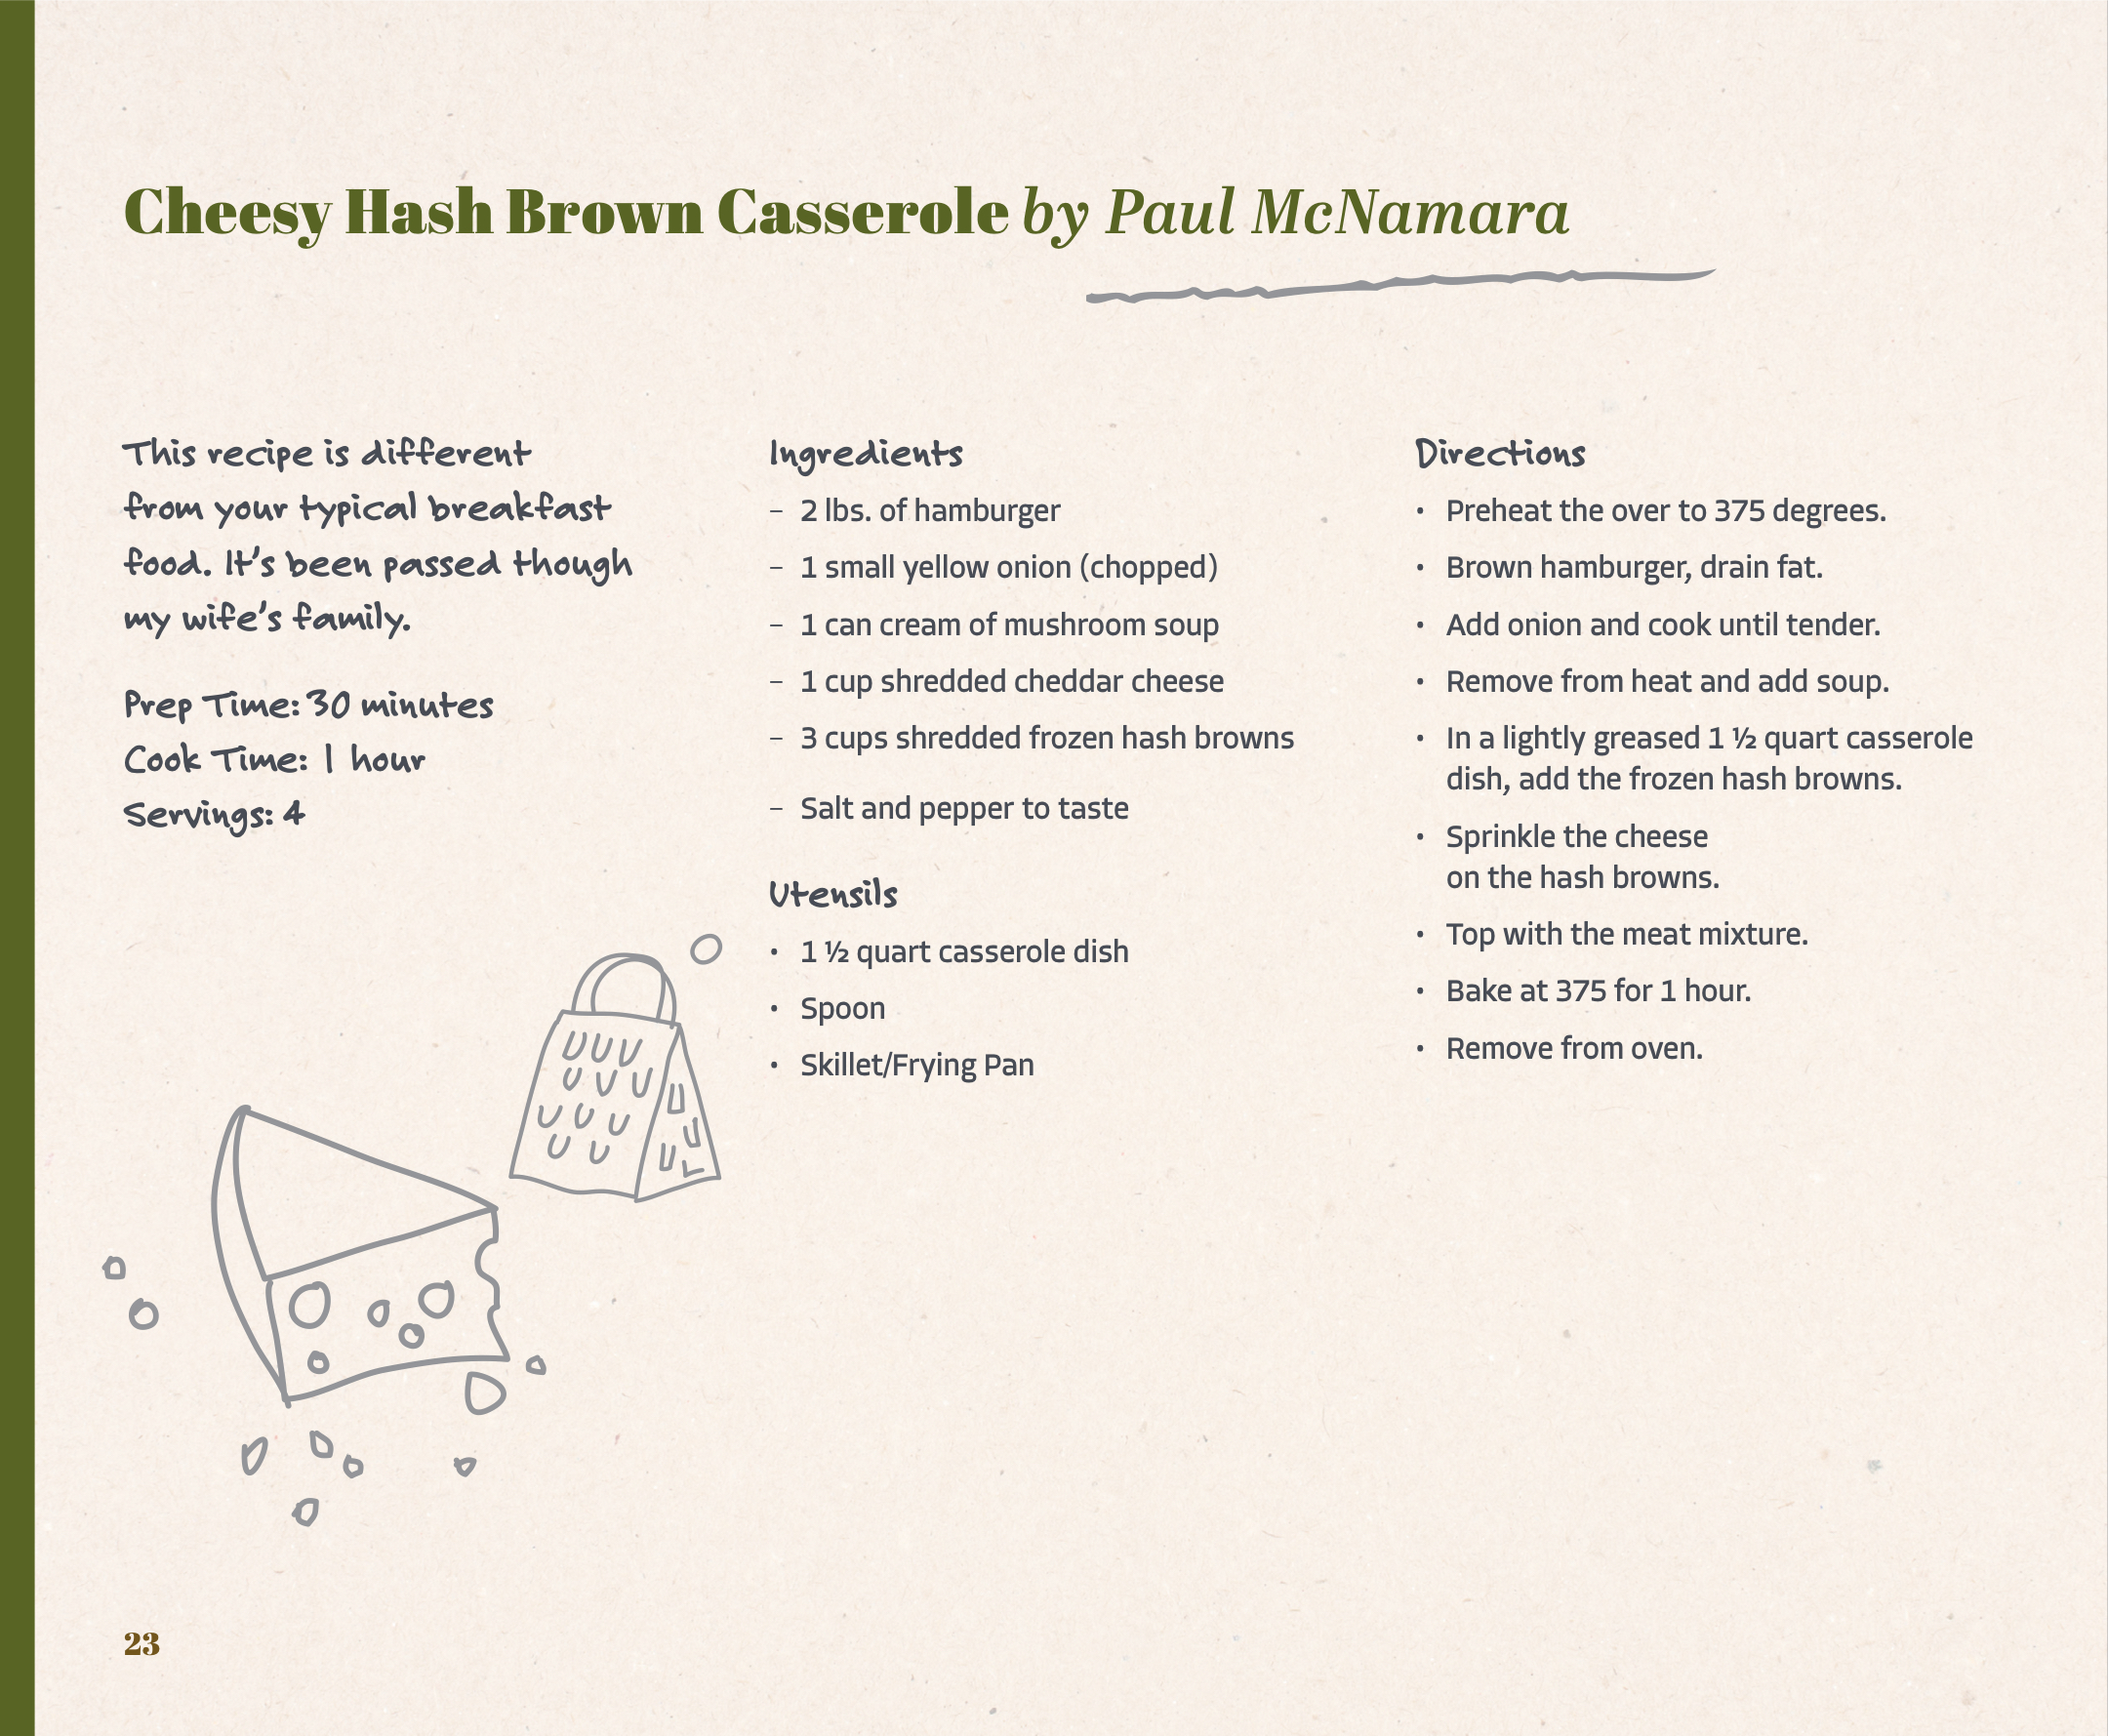 Cheesy Hash Brown Casserole by Paul McNamara
This recipe is different
from your typical breakfast
food. It's been passed though
my wife's family.
Prep Time: 30 minutes
Cook Time: 1 hour
Servings: 4
Ingredients
– 2 lbs. of hamburger
– 1 small yellow onion (chopped)
– 1 can cream of mushroom soup
– 1 cup shredded cheddar cheese
– 3 cups shredded frozen hash browns
– Salt and pepper to taste
Utensils
• 1 ½ quart casserole dish
• Spoon
• Skillet/Frying Pan
Directions
• Preheat the over to 375 degrees.
• Brown hamburger, drain fat.
• Add onion and cook until tender.
• Remove from heat and add soup.
• In a lightly greased 1 ½ quart casserole
dish, add the frozen hash browns.
• Sprinkle the cheese
on the hash browns.
• Top with the meat mixture.
• Bake at 375 for 1 hour.
• Remove from oven.
23